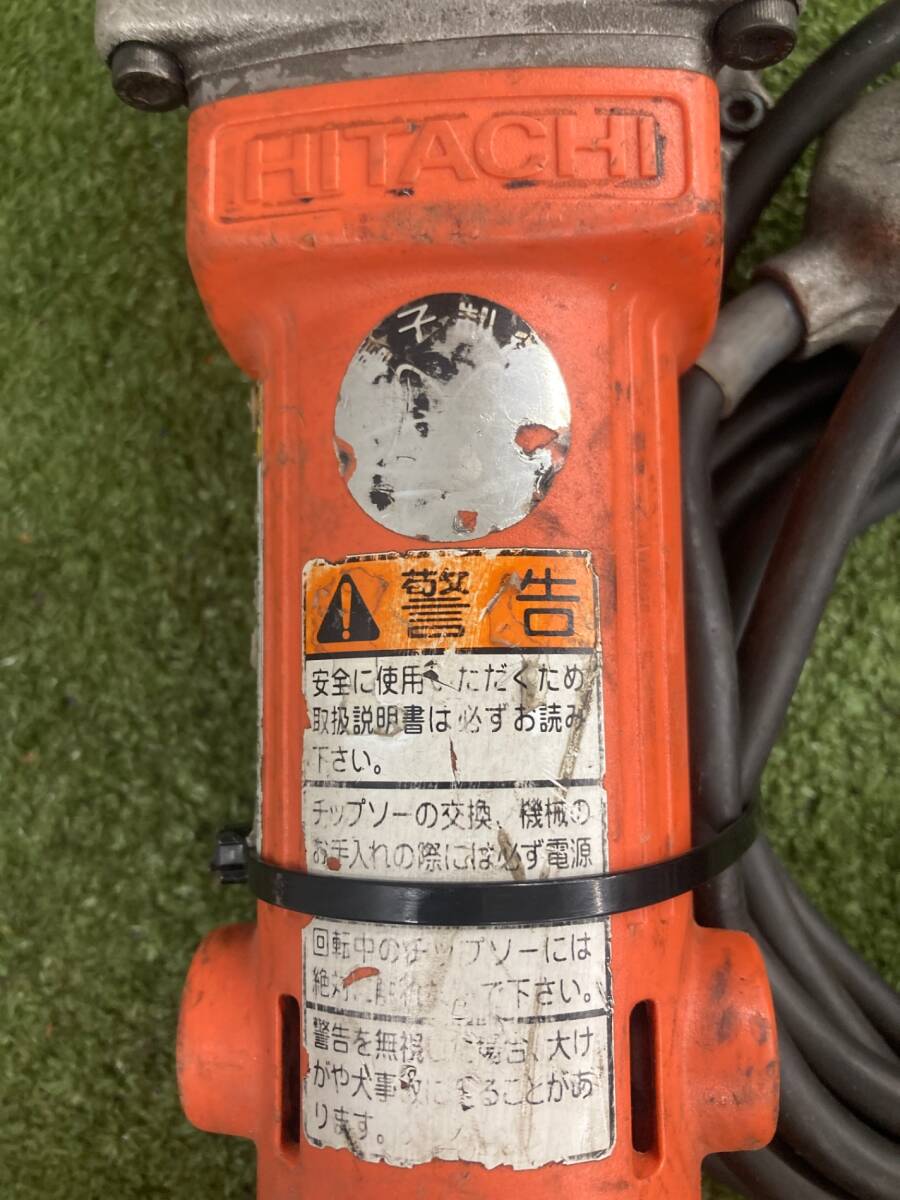 HITACHI
子 制
警告
安全に使用 ただくため
取扱説明書は必ずお読み
下さい。
チップソーの交換、機械の
お手入れの際には必ず電源
回転中のチップソーには
絶対 で下さい。
警告を無視した場合、大け
がや大事故に ることがあ
ります。